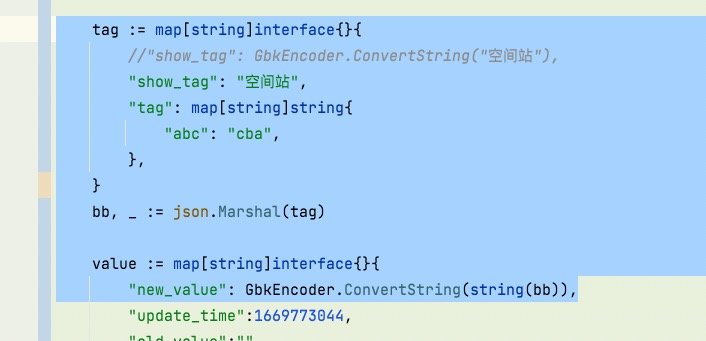 tag := map[string]interface{}{
//"show_tag": GbkEncoder.ConvertString("空间站"),
"show_tag": "空间站",
"tag": map[string]string{
"abc": "cba",
},
}
bb, _ := json.Marshal(tag)
value := map[string]interface{}{
"new_value": GbkEncoder.ConvertString(string(bb)),
"update_time":1669773044,
"old_value":""